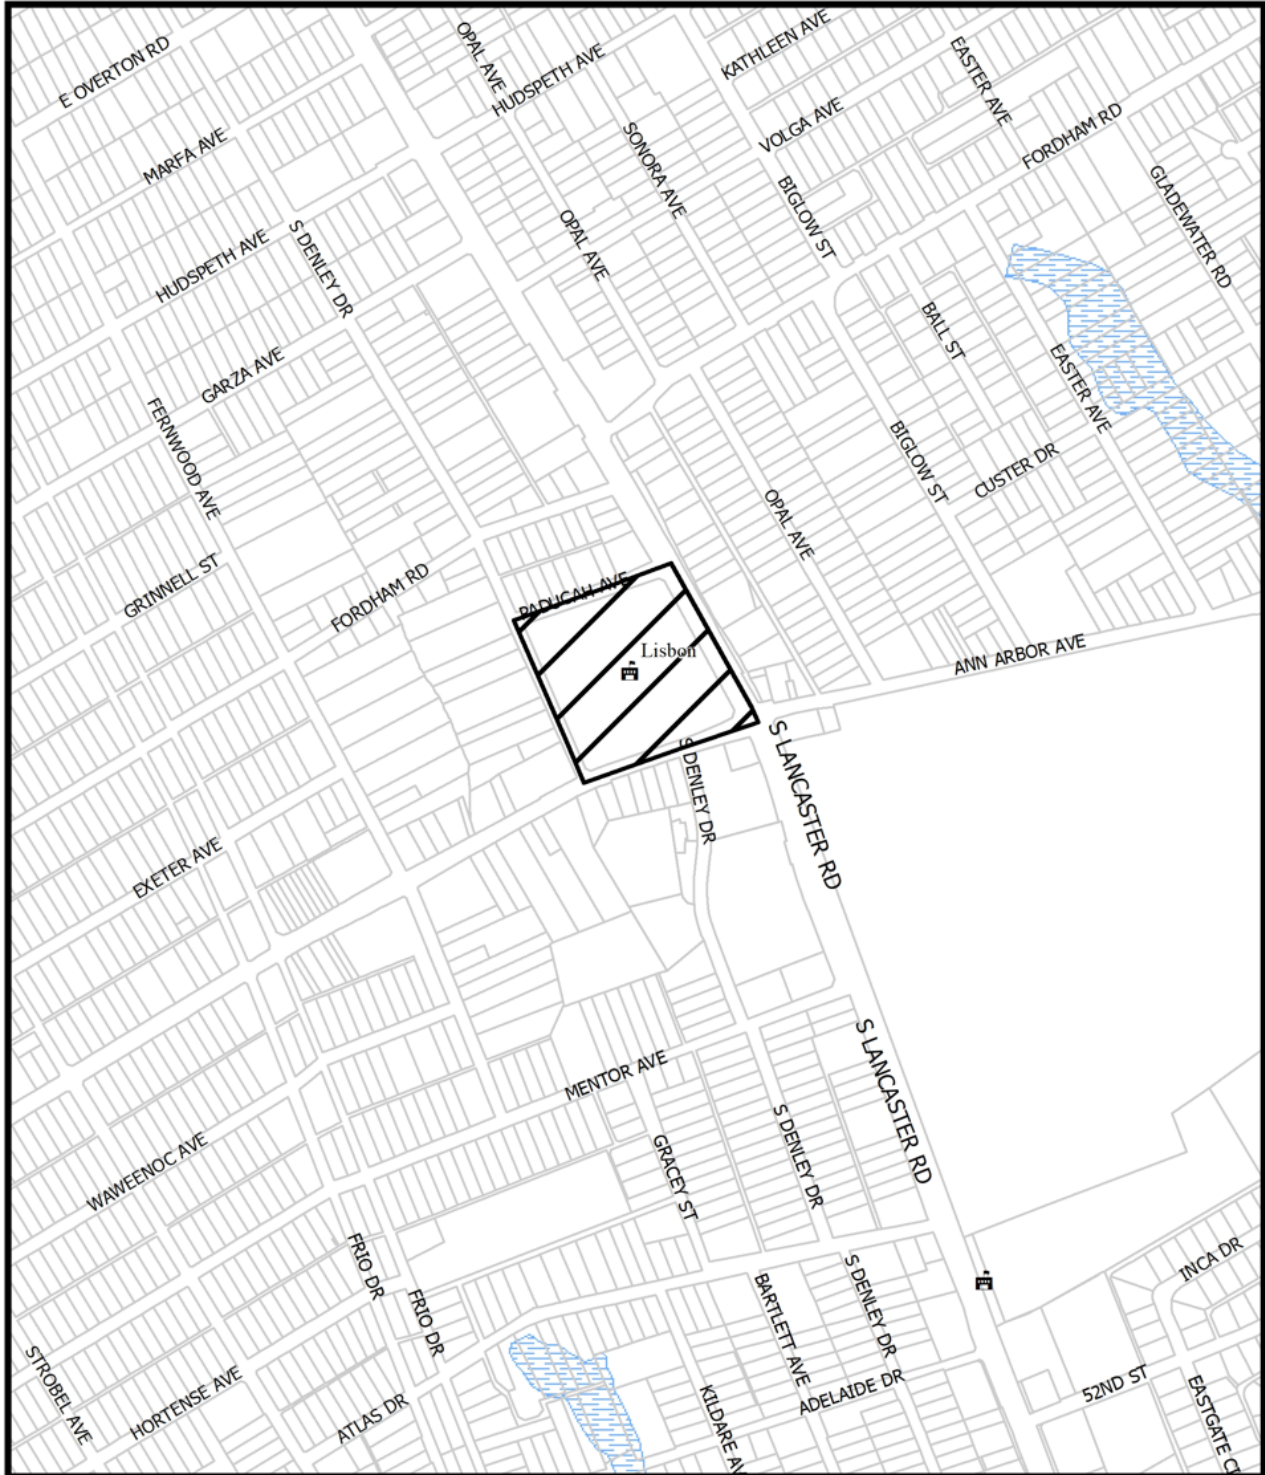 E OVERTON RD
OPAL AVE
HUDSPETH AVE
KATHLEEN AVE
EASTER AVE
MARFA AVE
SONORA AVE
VOLGA AVE
FORDHAM RD
BIGLOW ST
GLADEWATER RD
HUDSPETH AVE
S DENLEY DR
OPAL AVE
BALL ST
GARZA AVE
EASTER AVE
FERNWOOD AVE
BIGLOW ST
CUSTER DR
OPAL AVE
GRINNELL ST
FORDHAM RD
PADUCAH AVE
Lisbon
ANN ARBOR AVE
S DENLEY DR
S LANCASTER RD
EXETER AVE
MENTOR AVE
S LANCASTER RD
WAWEENOC AVE
GRACEY ST
S DENLEY DR
FRIO DR
INCA DR
FRIO DR
BARTLETT AVE
S DENLEY DR
STROBEL AVE
HORTENSE AVE
ATLAS DR
KILDARE AV
ADELAIDE DR
52ND ST
EASTGATE CI